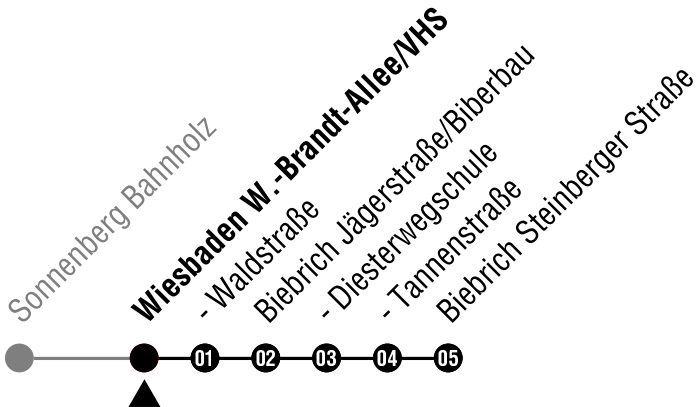 Sonnenberg Bahnholz
Wiesbaden W.-Brandt-Allee/VHS
- Waldstraße
Biebrich Jägerstraße/Biberbau
- Diesterwegschule
- Tannenstraße
Biebrich Steinberger Straße
01 02 03 04 05